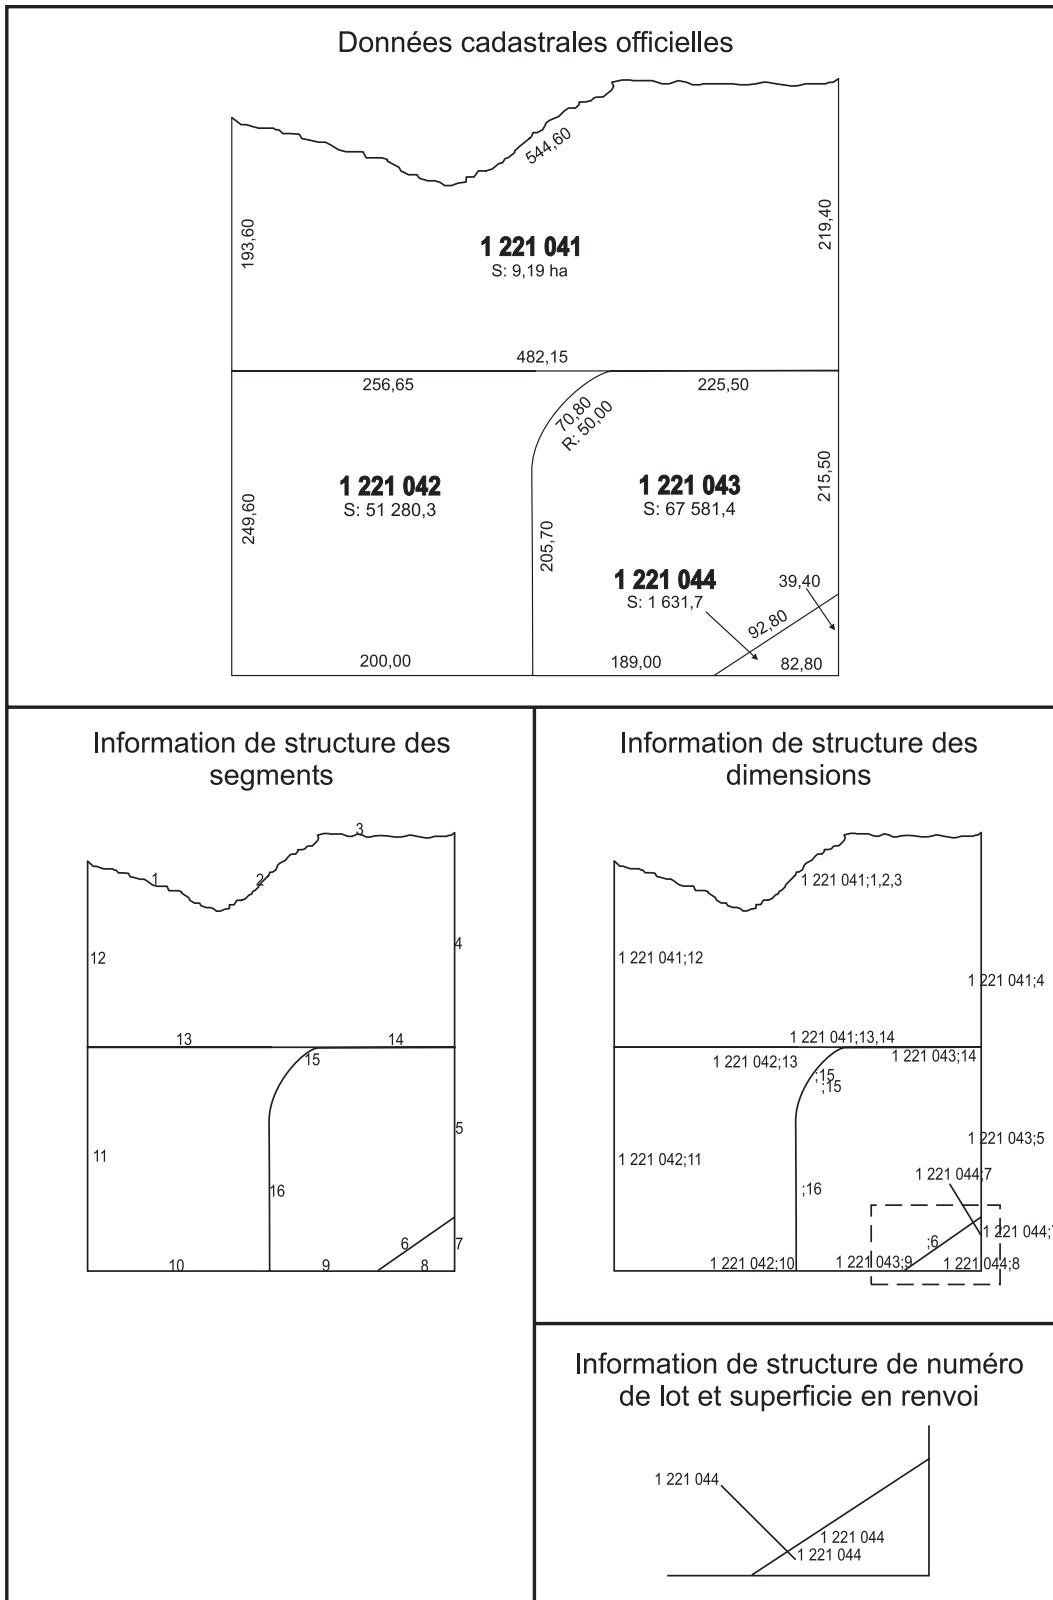 Données cadastrales officielles
544,60
193,60
219,40
1 221 041
S: 9,19 ha
482,15
256,65
225,50
70,80
R: 50,00
1 221 042
S: 51 280,3
1 221 043
S: 67 581,4
249,60
215,50
205,70
1 221 044
S: 1 631,7
39,40
92,80
200,00
189,00
82,80
Information de structure des
segments
3
1
2
4
12
13
14
15
5
11
16
6
7
10
9
8
Information de structure des
dimensions
1 221 041;1,2,3
1 221 041;12
1 221 041;4
1 221 041;13,14
1 221 042;13
1 221 043;14
;15
;15
1 221 043;5
1 221 042;11
1 221 044;7
;16
1 221 044;7
;6
1 221 042;10
1 221 043;9
1 221 044;8
Information de structure de numéro
de lot et superficie en renvoi
1 221 044
1 221 044
1 221 044